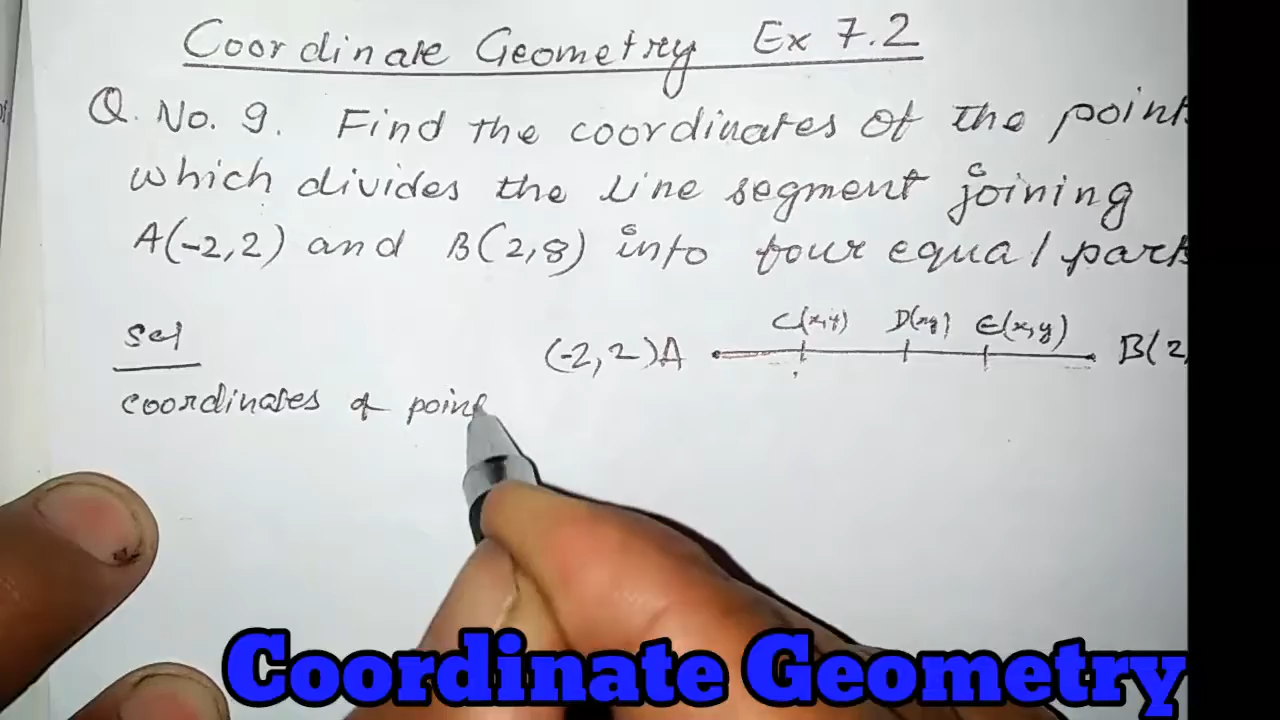 Coordinate Geometry Ex 7.2
Q. No. 9. Find the coordinates of the point
which divides the line segment joining
A(-2,2) and B(2,8) into four equal part
Sol
C(x,y) D(x,y) E(x,y)
(-2,2)A B(2,
coordinates of point
Coordinate Geometry